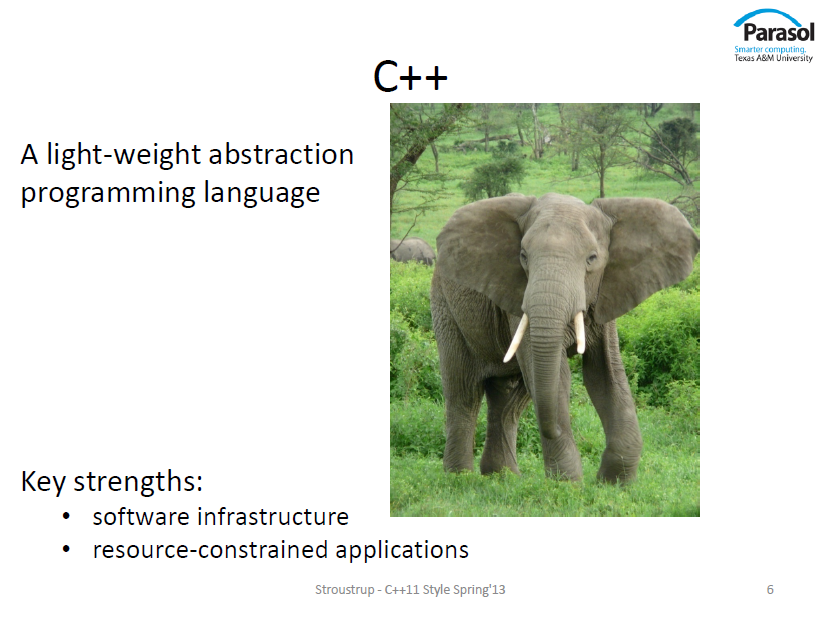 Parasol
Smarter computing.
Texas A&M University
C++
A light-weight abstraction
programming language
Key strengths:
• software infrastructure
• resource-constrained applications
Stroustrup - C++11 Style Spring'13
6